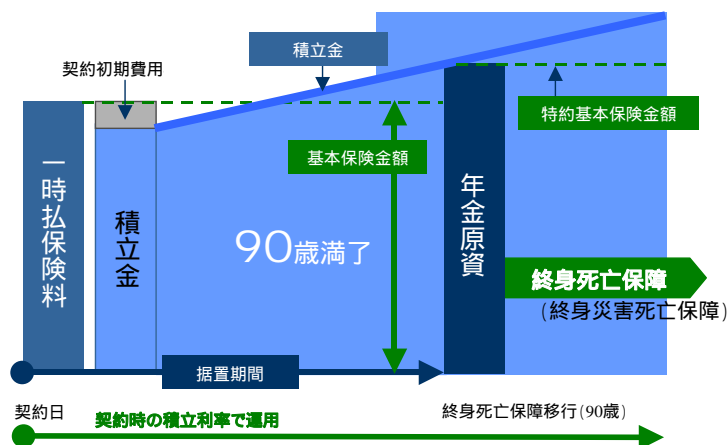 積立金
契約初期費用
特約基本保険金額
基本保険金額
一時払保険料
積立金
年金原資
90歳満了
終身死亡保障
(終身災害死亡保障)
据置期間
契約日
契約時の積立利率で運用
終身死亡保障移行(90歳)